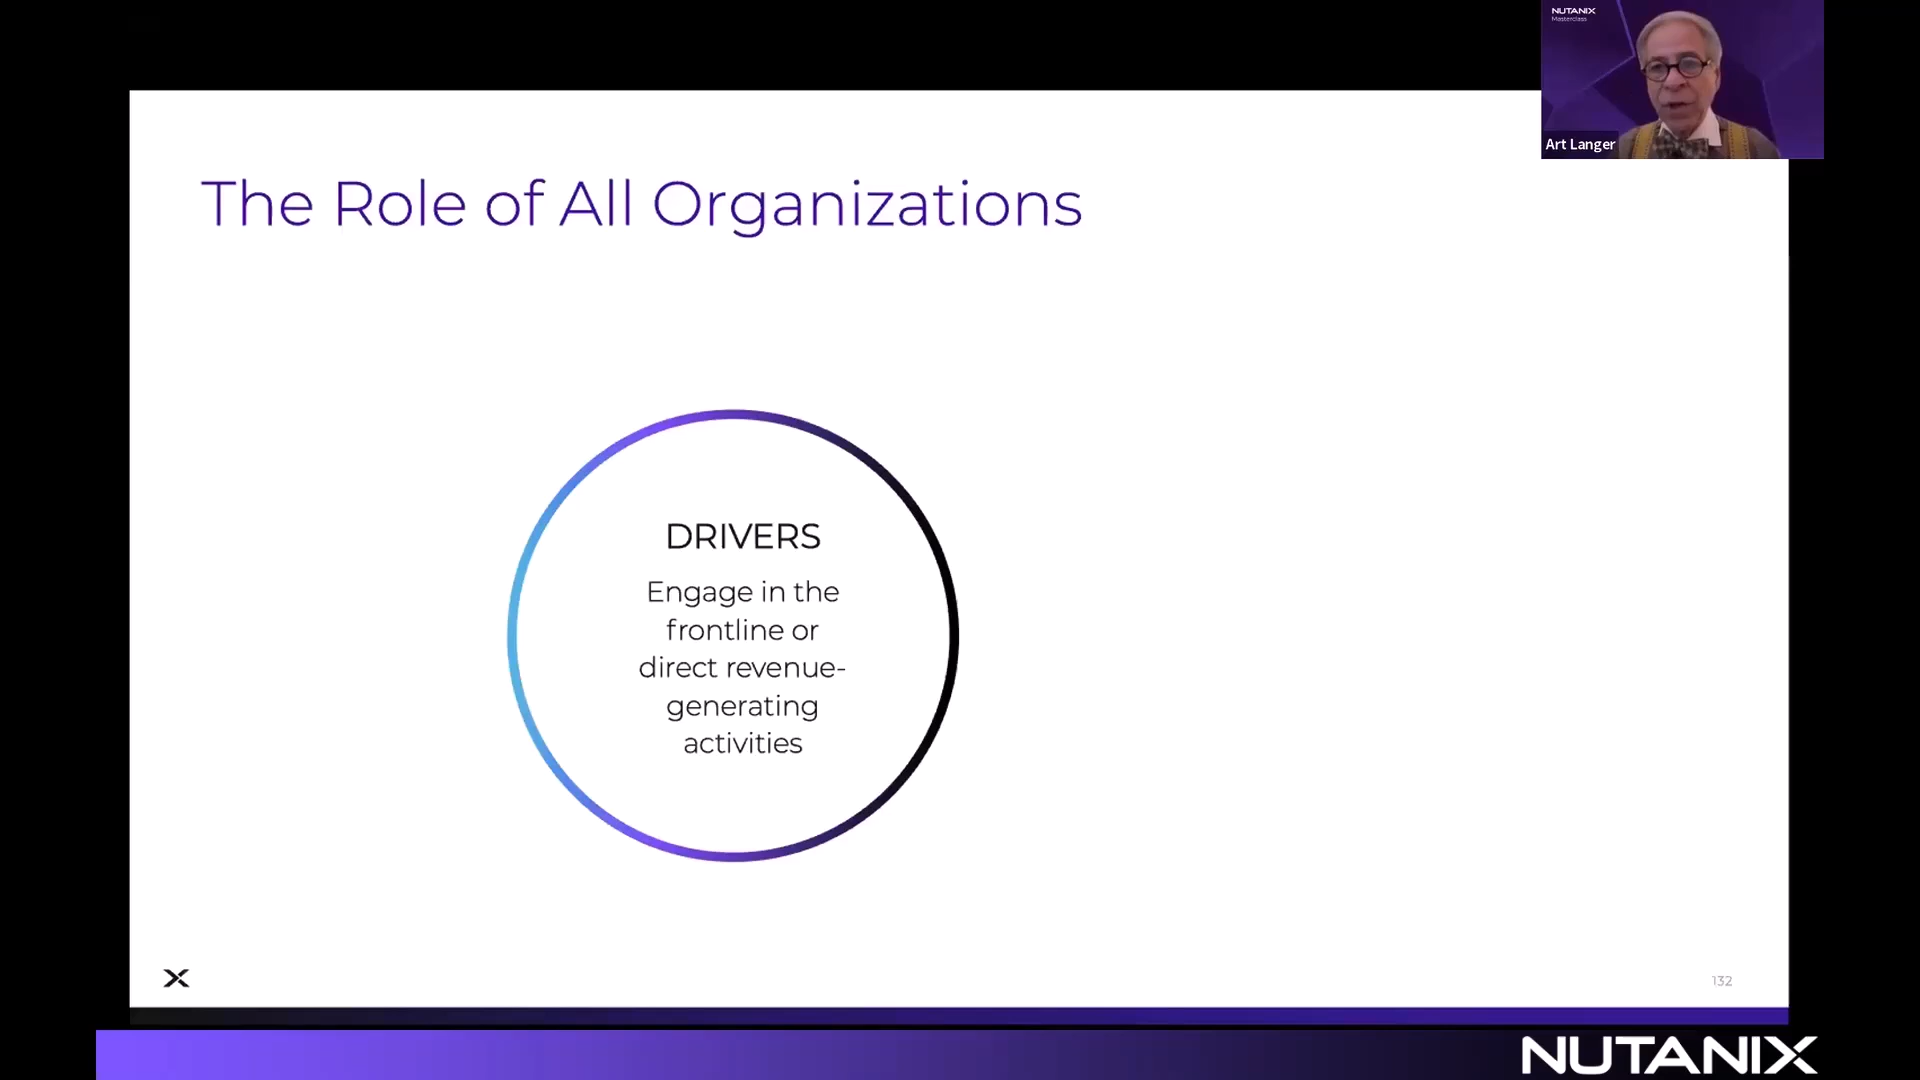 NUTANIX
Masterclass
Art Langer
The Role of All Organizations
DRIVERS
Engage in the
frontline or
direct revenue-
generating
activities
132
NUTANIX